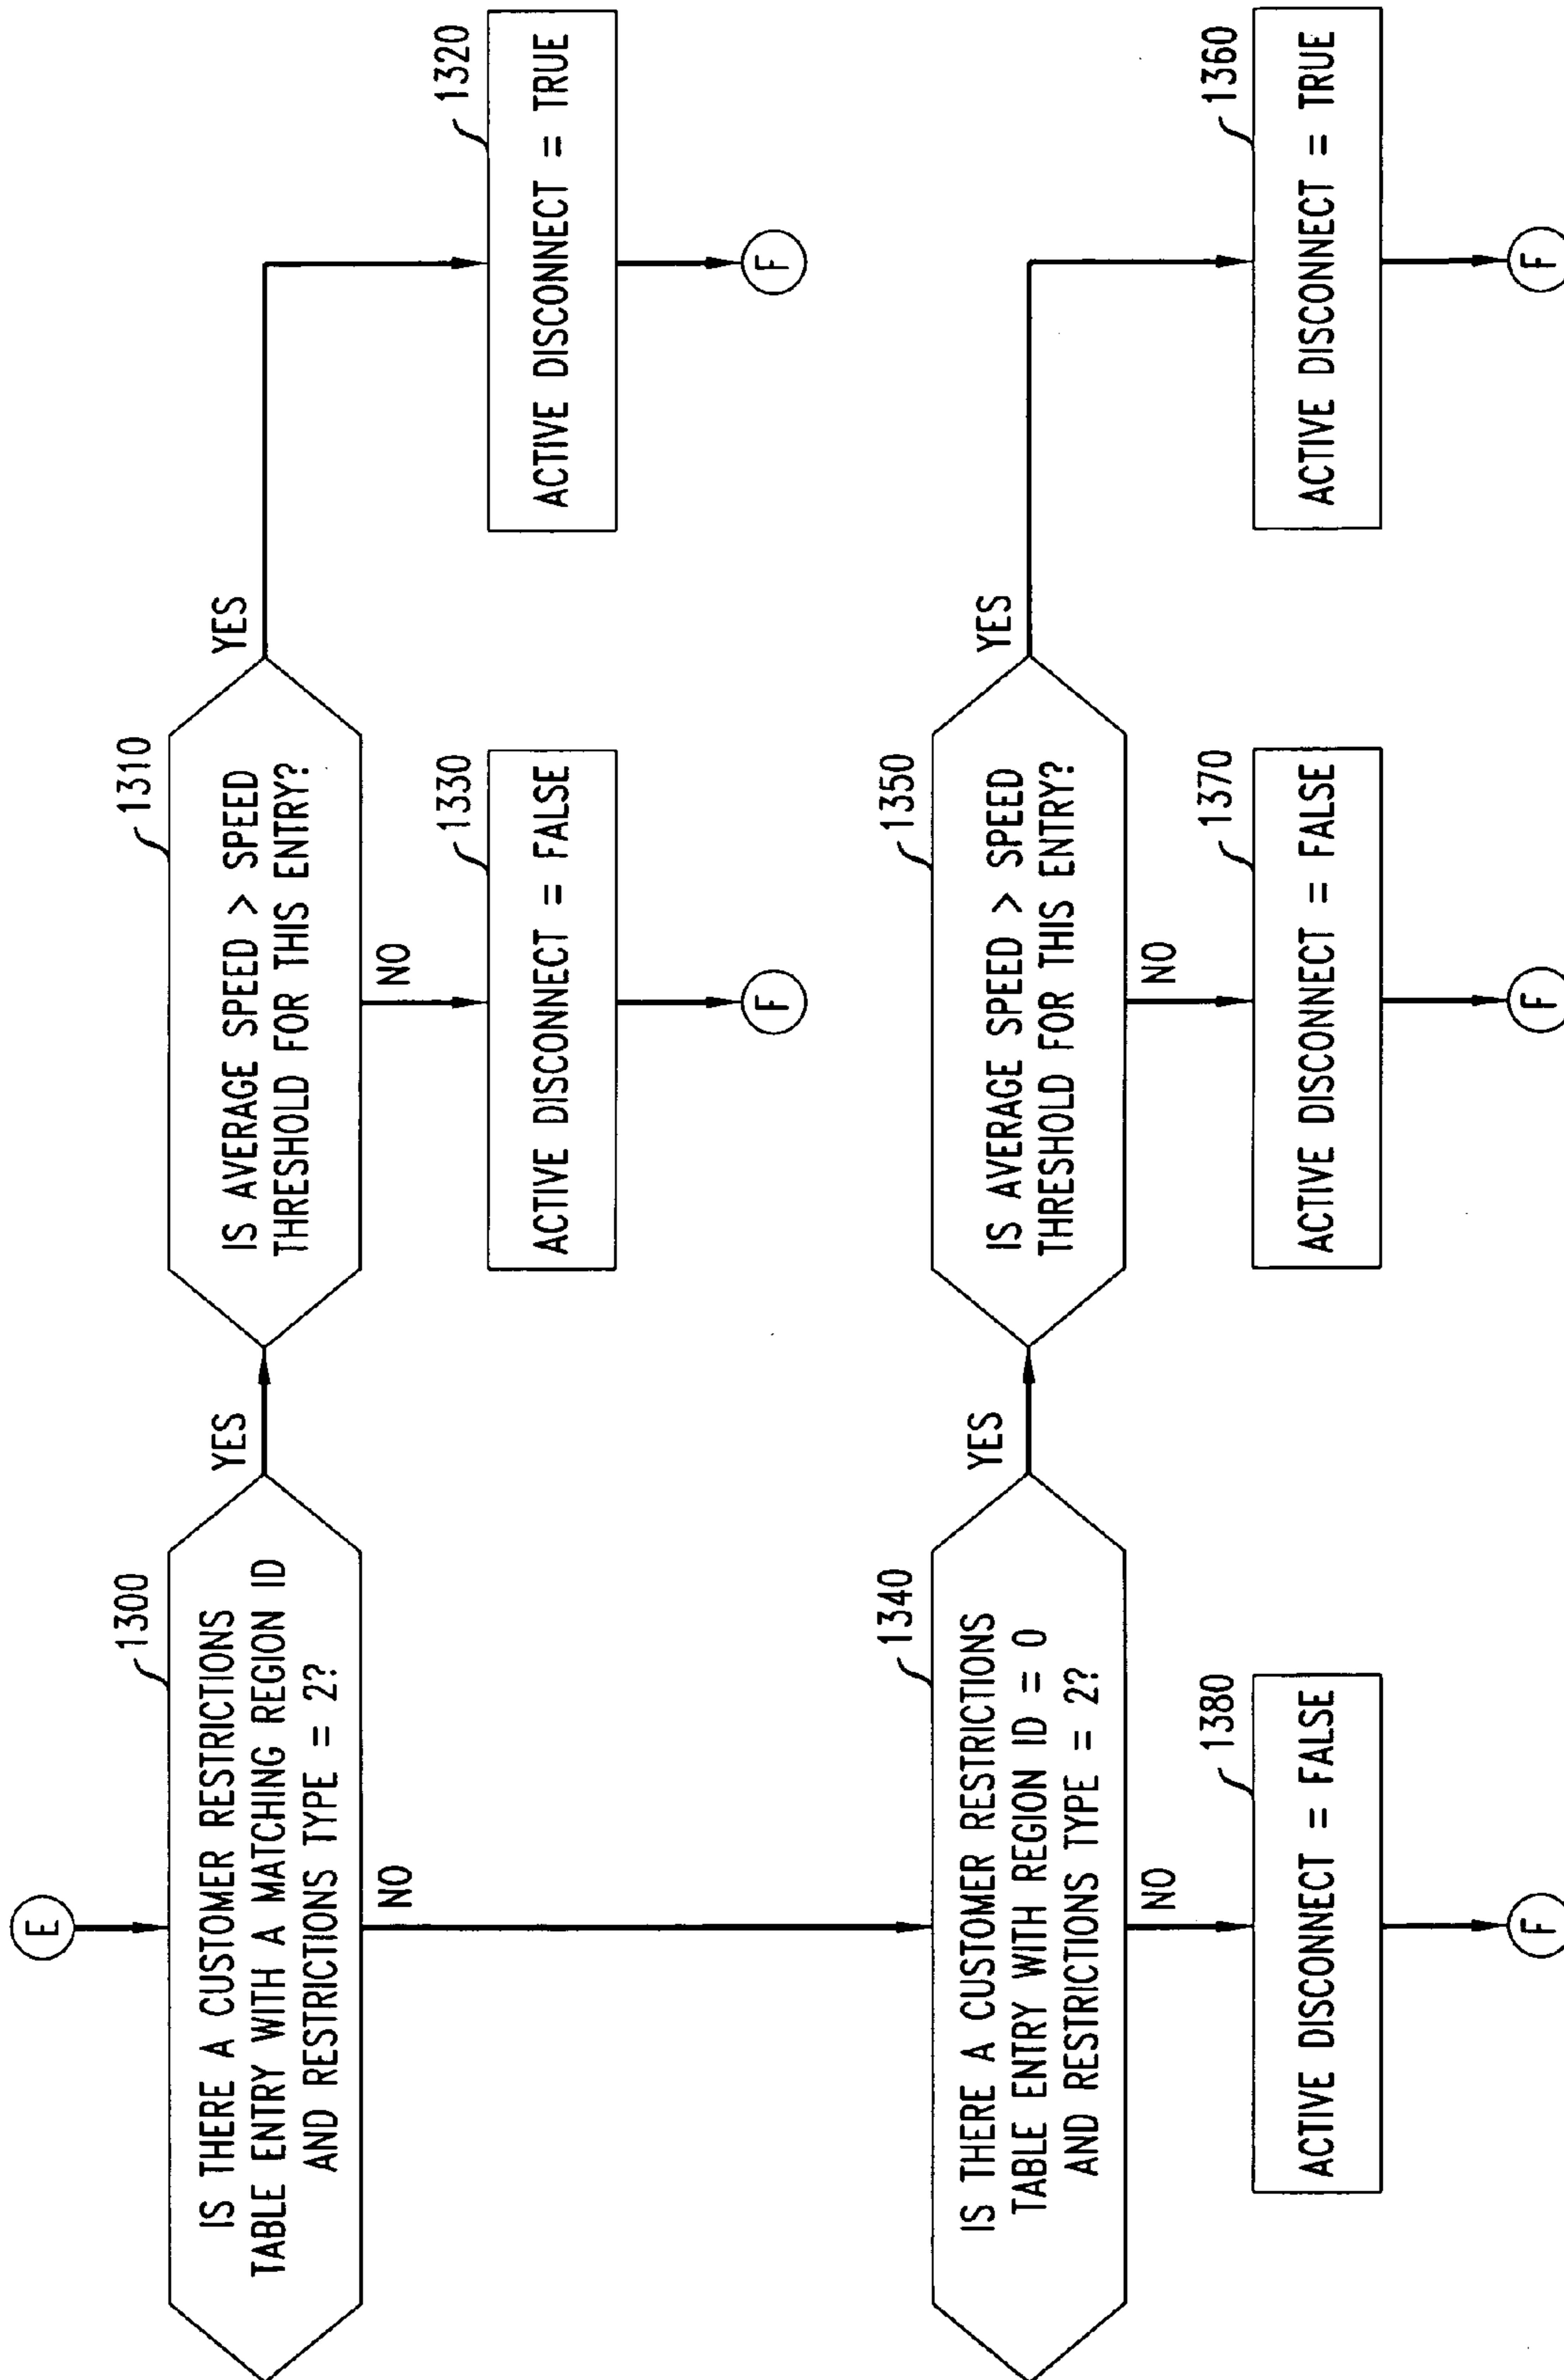 E
1300
IS THERE A CUSTOMER RESTRICTIONS
TABLE ENTRY WITH A MATCHING REGION ID
AND RESTRICTIONS TYPE = 2?
YES
NO
1310
IS AVERAGE SPEED > SPEED
THRESHOLD FOR THIS ENTRY?
YES
NO
1320
ACTIVE DISCONNECT = TRUE
F
1330
ACTIVE DISCONNECT = FALSE
F
1340
IS THERE A CUSTOMER RESTRICTIONS
TABLE ENTRY WITH REGION ID = 0
AND RESTRICTIONS TYPE = 2?
YES
NO
1350
IS AVERAGE SPEED > SPEED
THRESHOLD FOR THIS ENTRY?
YES
NO
1360
ACTIVE DISCONNECT = TRUE
F
1370
ACTIVE DISCONNECT = FALSE
F
1380
ACTIVE DISCONNECT = FALSE
F